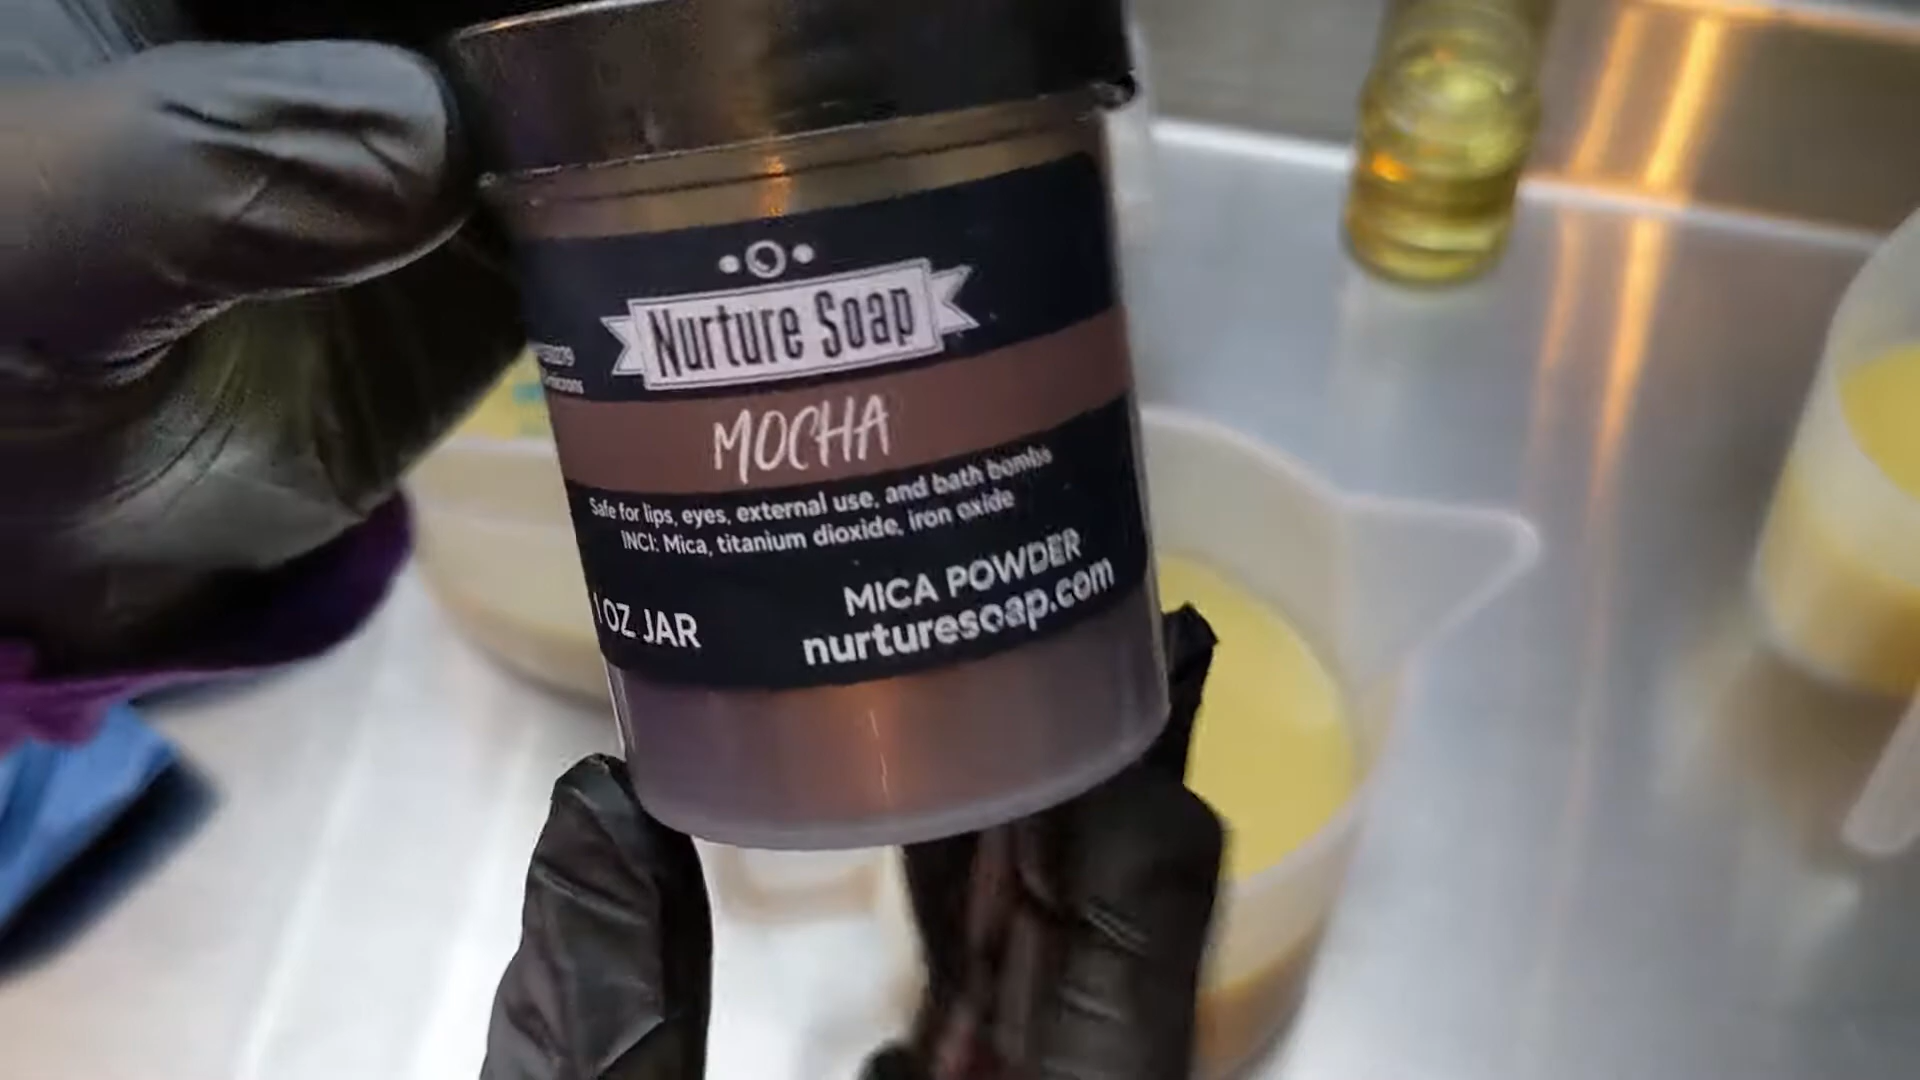 Nurture Soap
MOCHA
Safe for lips, eyes, external use, and bath bombs
INCI: Mica, titanium dioxide, iron oxide
1 OZ JAR
MICA POWDER
nurturesoap.com